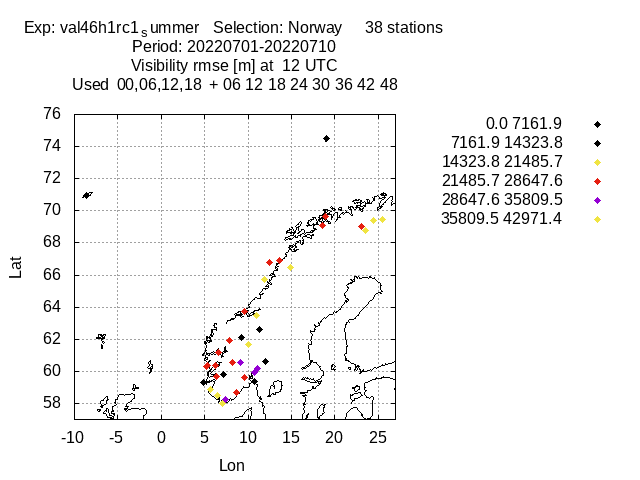 Exp: val46h1rc1summer Selection: Norway 38 stations
Period: 20220701-20220710
Visibility rmse [m] at 12 UTC
Used 00,06,12,18 + 06 12 18 24 30 36 42 48
76
74
72
70
68
66
64
62
60
58
Lat
-10 -5 0 5 10 15 20 25
Lon
0.0 7161.9
7161.9 14323.8
14323.8 21485.7
21485.7 28647.6
28647.6 35809.5
35809.5 42971.4